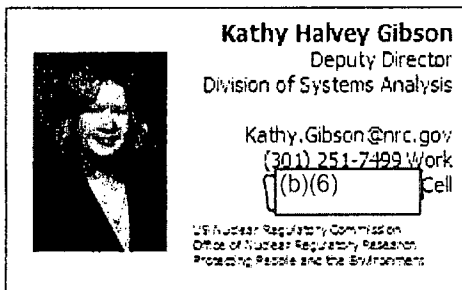 Kathy Halvey Gibson
Deputy Director
Division of Systems Analysis
Kathy.Gibson@nrc.gov
(301) 251-7499 Work
(b)(6) Cell
US Nuclear Regulatory Commission
Office of Nuclear Regulatory Research
Protecting People and the Environment